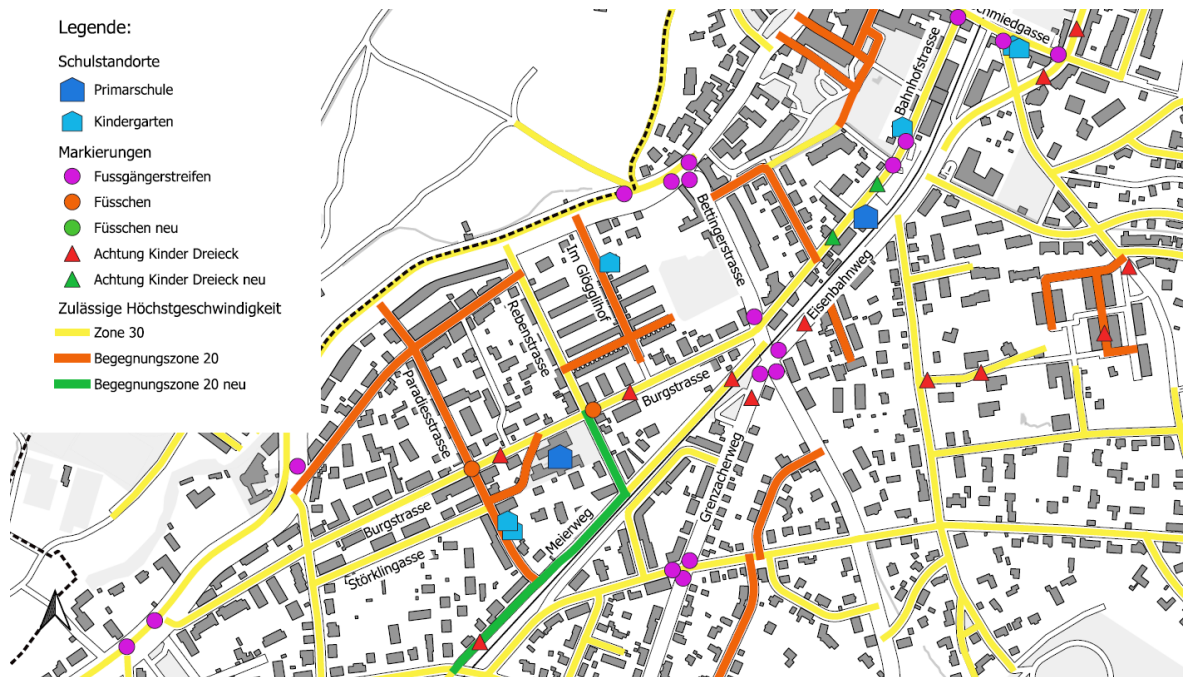 Legende:
Schulstandorte
Primarschule
Kindergarten
Markierungen
Fussgängerstreifen
Füsschen
Füsschen neu
Achtung Kinder Dreieck
Achtung Kinder Dreieck neu
Zulässige Höchstgeschwindigkeit
Zone 30
Begegnungszone 20
Begegnungszone 20 neu
Schmiedgasse
Bahnhofstrasse
Bettingerstrasse
Im Glögglihof
Eisenbahnweg
Rebenstrasse
Paradiesstrasse
Burgstrasse
Grenzacherweg
Burgstrasse
Meierweg
Störklingasse